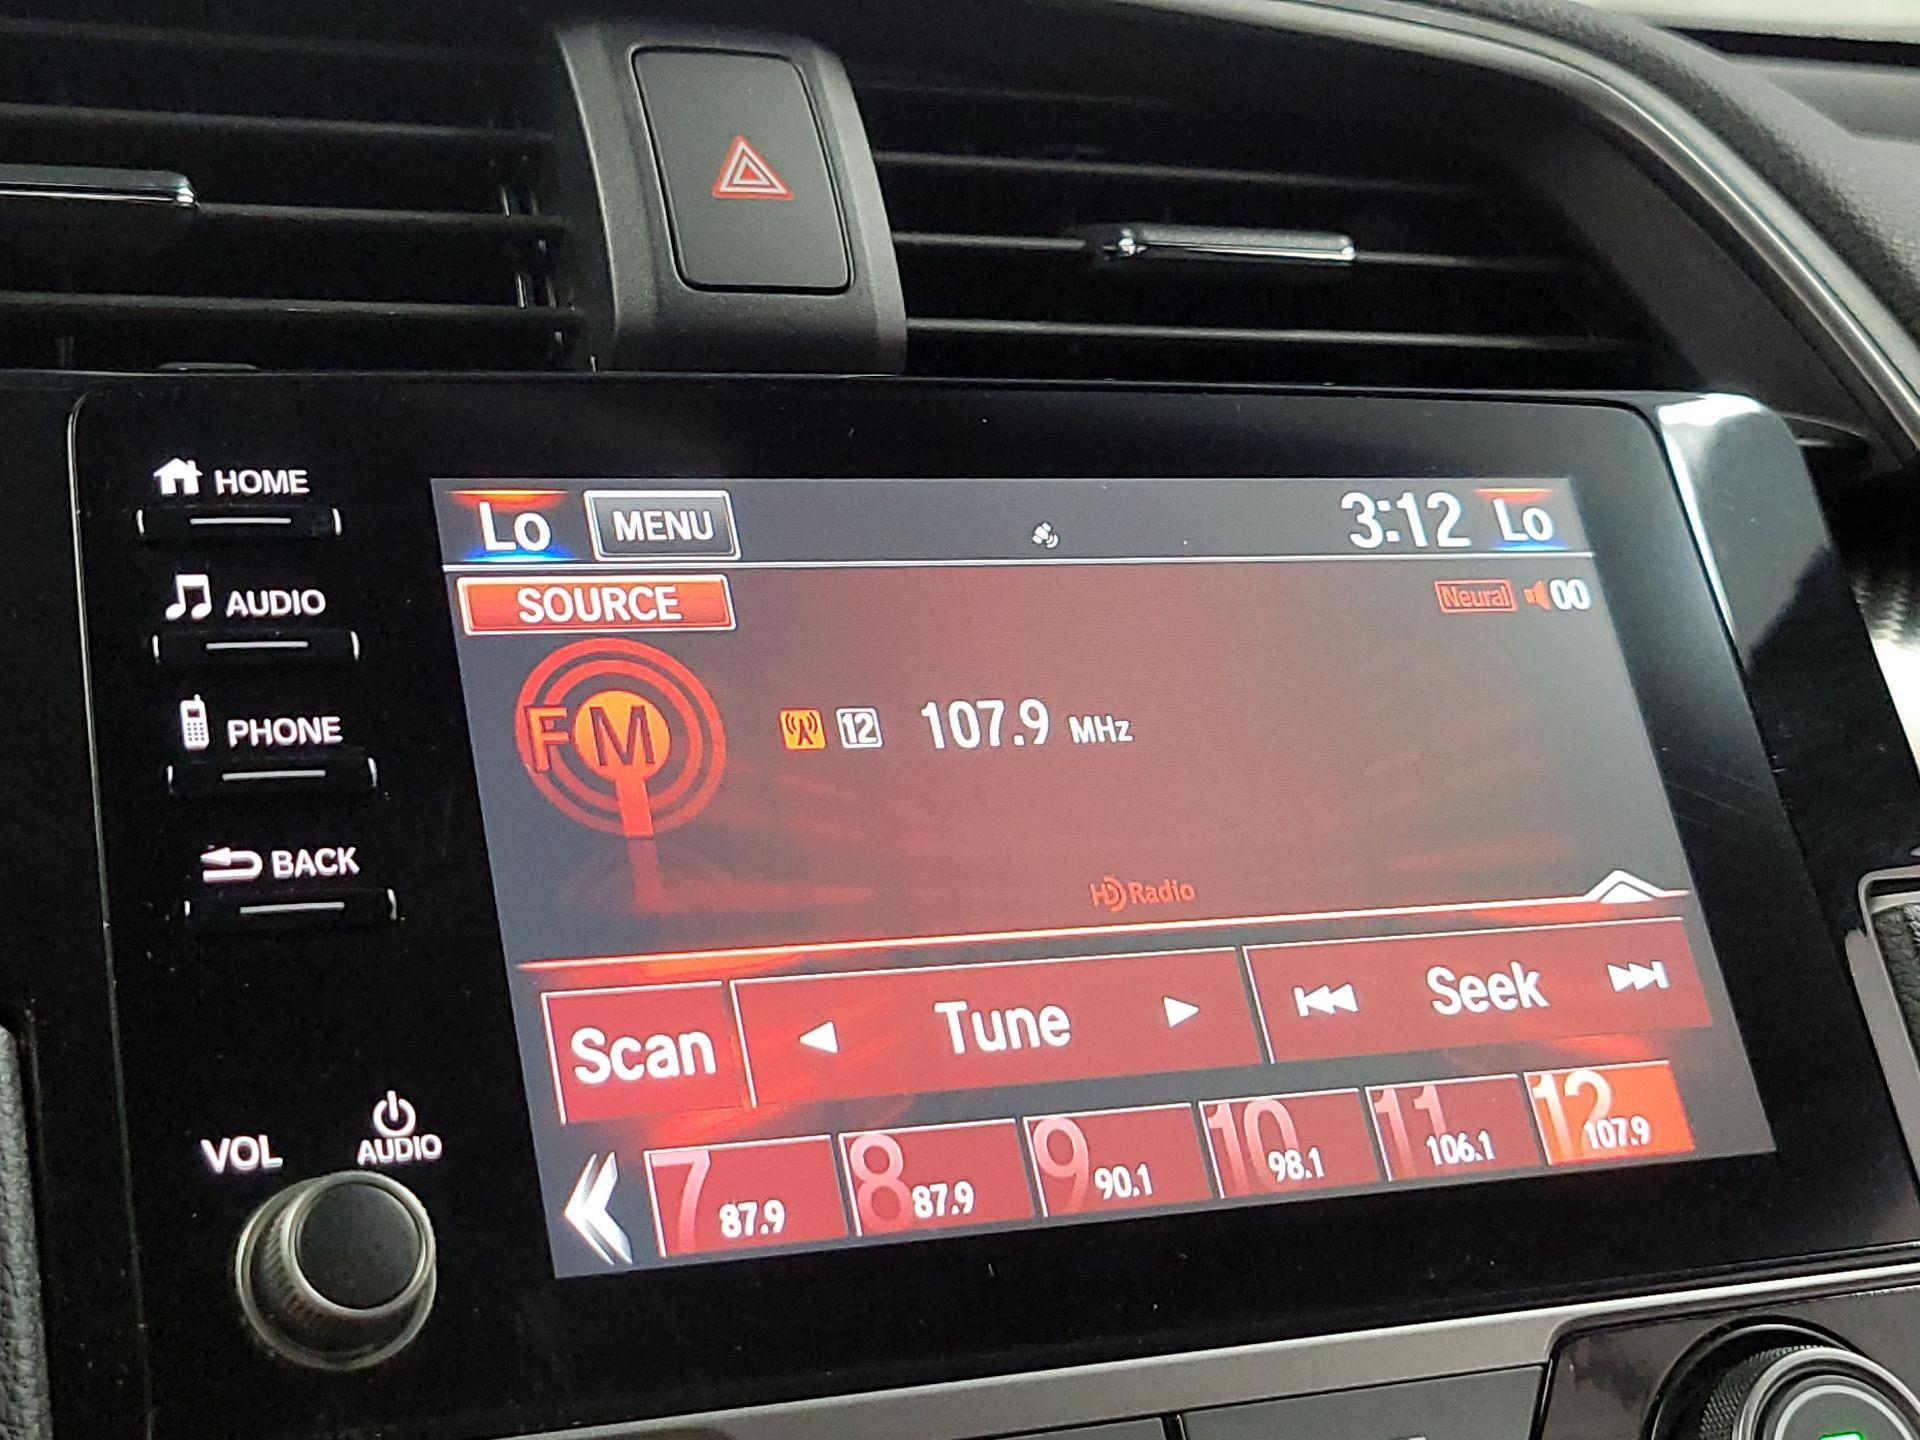 HOME
AUDIO
PHONE
BACK
VOL
AUDIO
Lo MENU 3:12 Lo
SOURCE Neural 00
FM 12 107.9 MHz
HD Radio
Scan Tune Seek
7 87.9 8 87.9 9 90.1 10 98.1 11 106.1 12 107.9